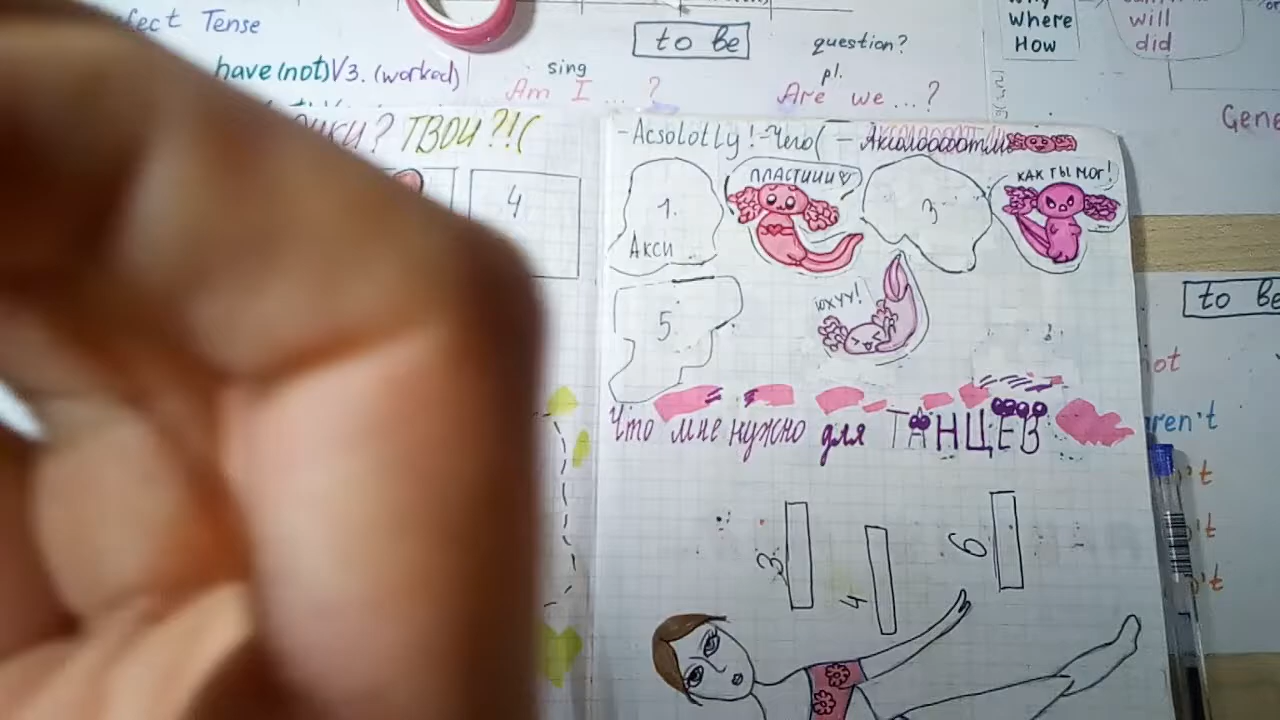 fect Tense
have (not) V3. (worked)
to be
question?
sing
pl.
Am I ... ?
Are we ... ?
Where
How
will
did
Gene
ТВОИ?!(
4
-Acsolotly!-Чего( - Аксолоооотли
1.
Акси
ПЛАСТИИИ
3
КАК ТЫ МОГ!
5
ЮХУУ!
to be
ot
ren't
't
't
't
Что мне нужно для ТАНЦЕВ
3
4
6